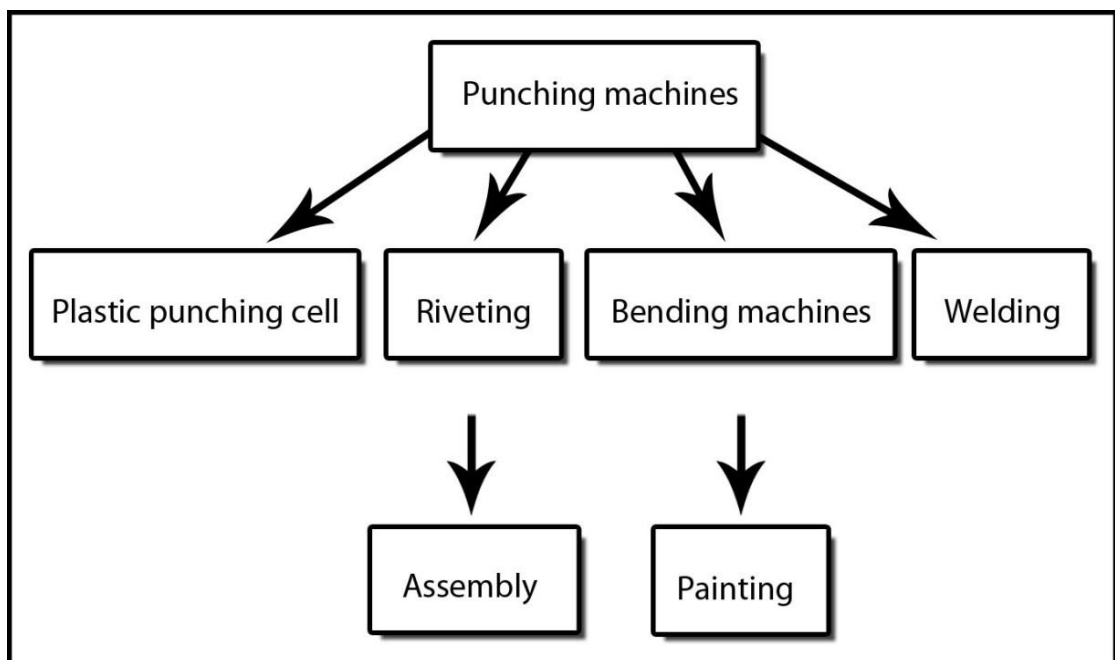 Punching machines
Plastic punching cell
Riveting
Bending machines
Welding
Assembly
Painting